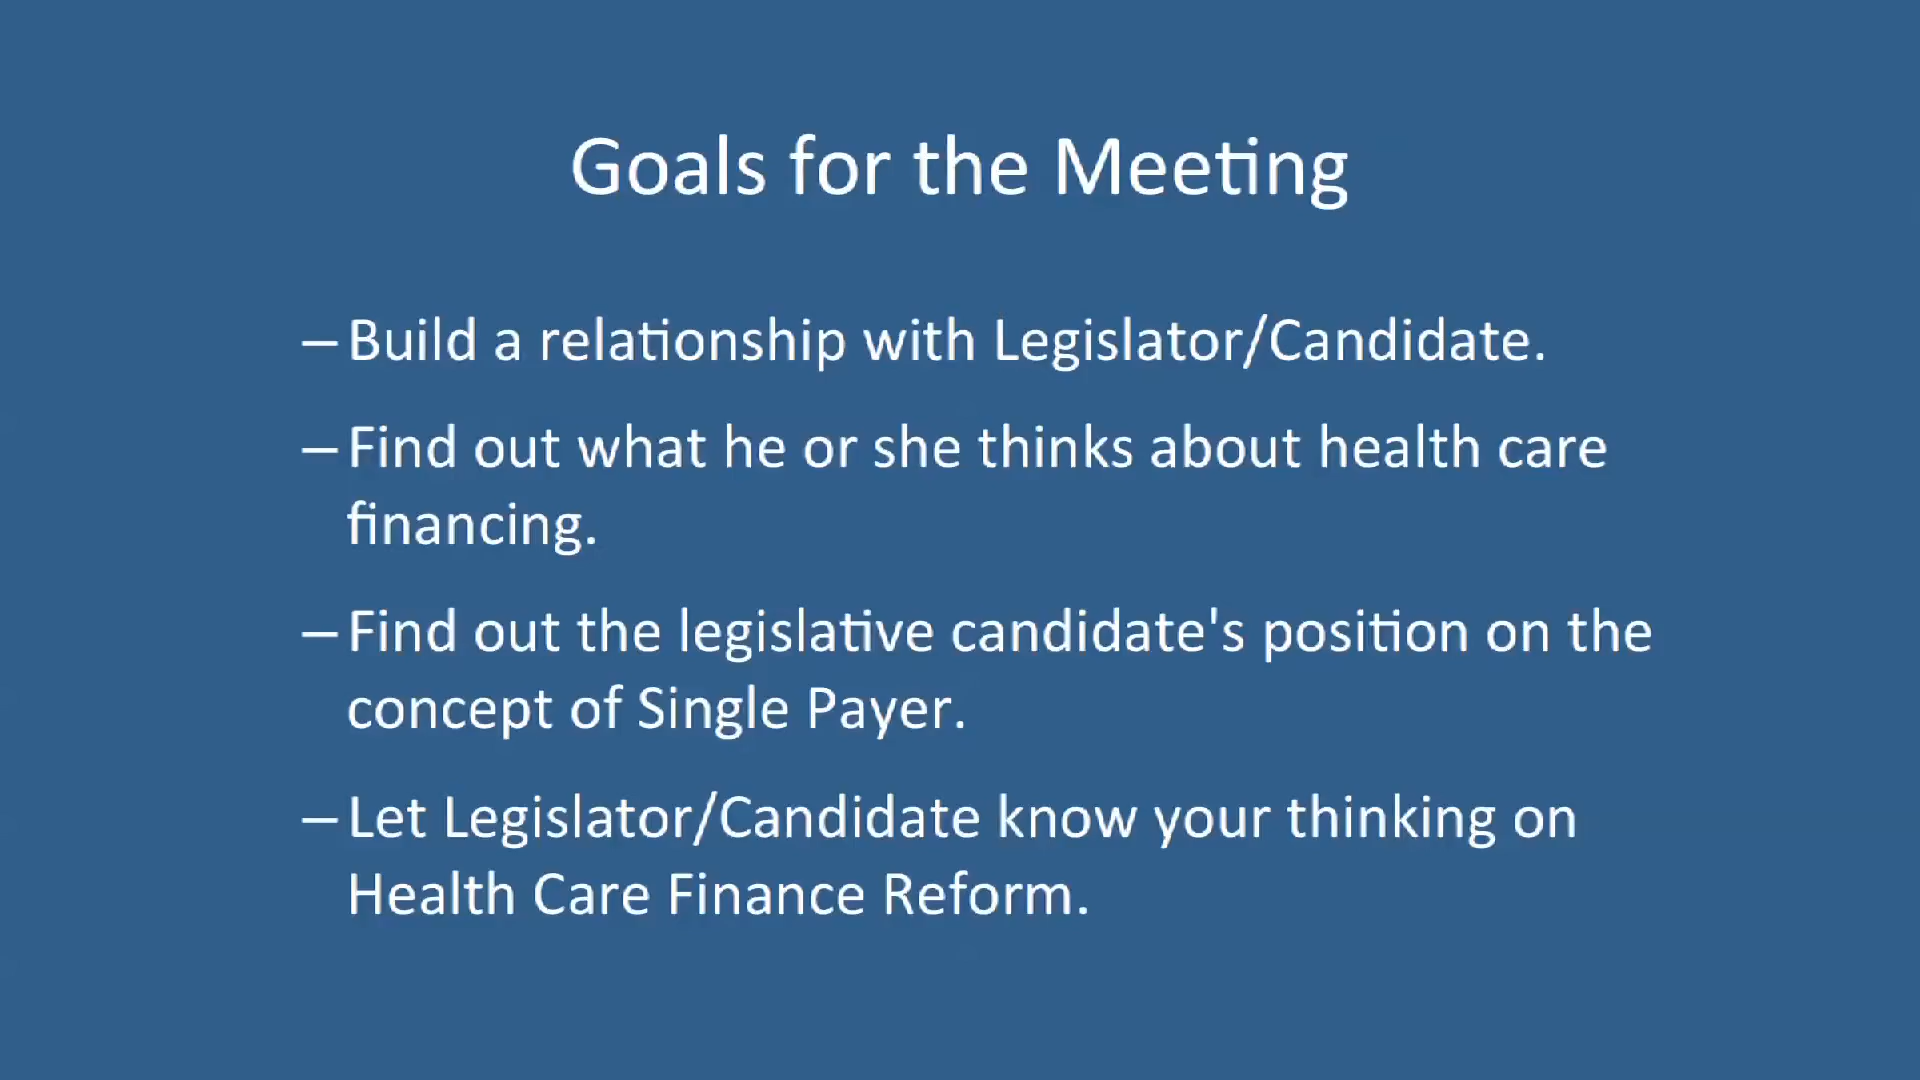 Goals for the Meeting
– Build a relationship with Legislator/Candidate.
– Find out what he or she thinks about health care
financing.
– Find out the legislative candidate's position on the
concept of Single Payer.
– Let Legislator/Candidate know your thinking on
Health Care Finance Reform.